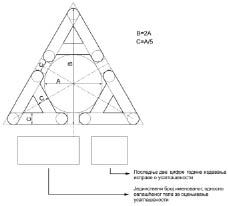 B=2A
C=A/5
C
B
A
C
C
Последње две цифре године издавања
исправе о усаглашености
Јединствени број именованог, односно
овлашћеног тела за оцењивање
усаглашености